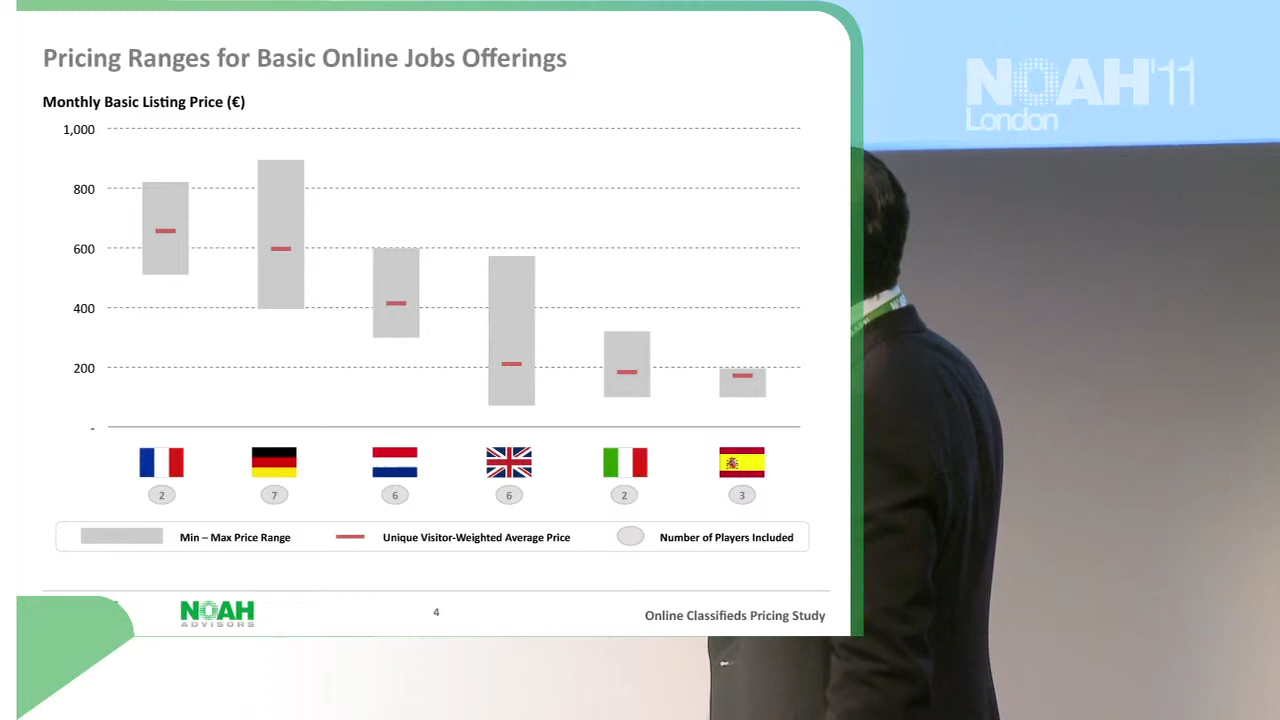 Pricing Ranges for Basic Online Jobs Offerings
NOAH'11
London
Monthly Basic Listing Price (€)
1,000
800
600
400
200
-
2
7
6
6
2
3
Min – Max Price Range
Unique Visitor-Weighted Average Price
Number of Players Included
NOAH
ADVISORS
4
Online Classifieds Pricing Study